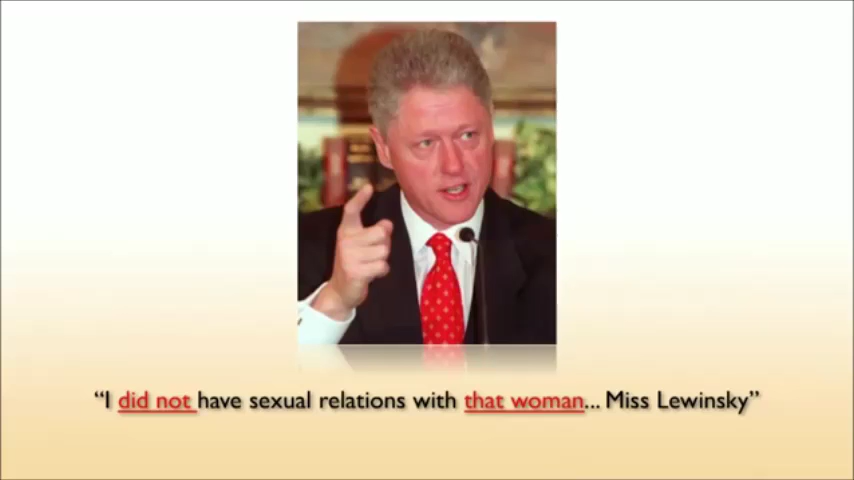 “I did not have sexual relations with that woman... Miss Lewinsky”